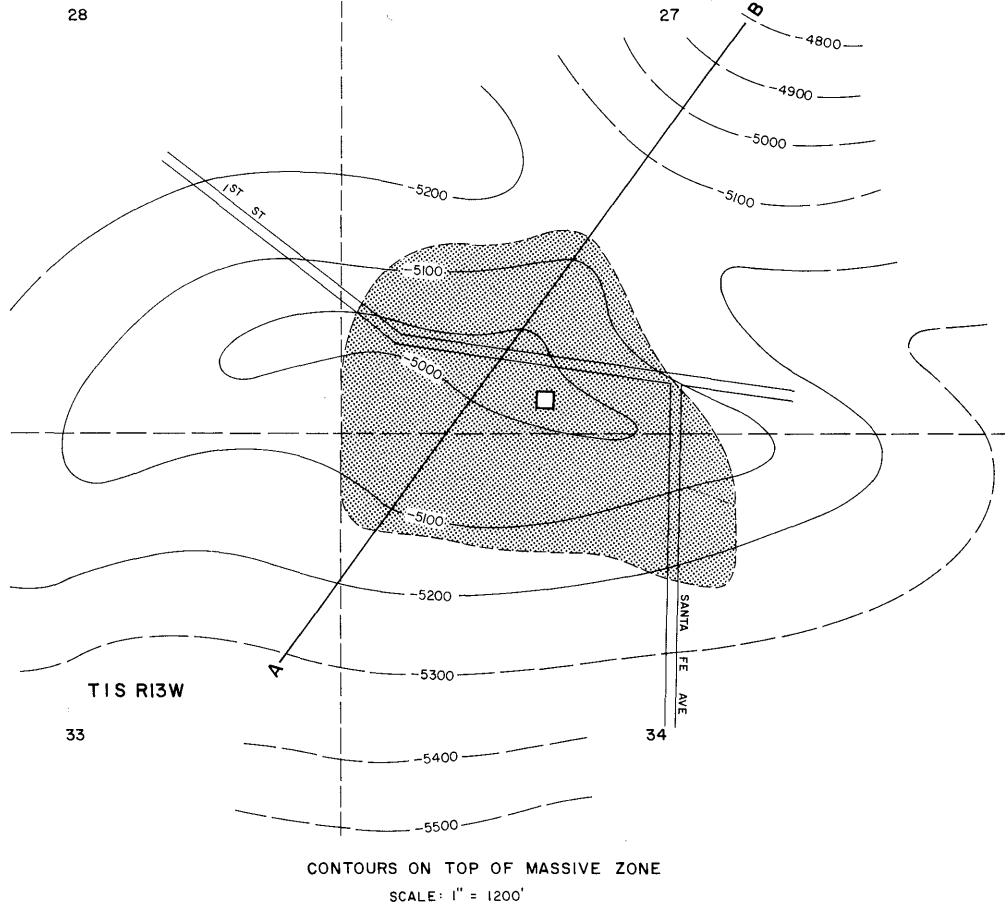 28
27
B
-4800
-4900
-5000
-5100
-5200
1ST ST
-5100
-5000
-5100
-5200
-5300
-5400
-5500
SANTA FE AVE
A
T1S R13W
33
34
CONTOURS ON TOP OF MASSIVE ZONE
SCALE: 1" = 1200'